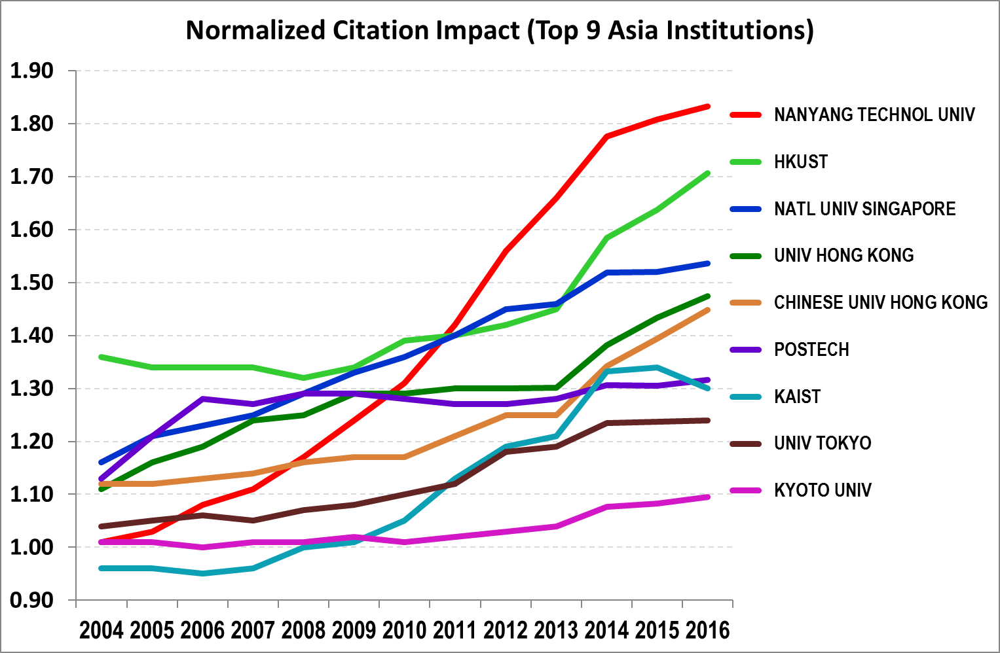 Normalized Citation Impact (Top 9 Asia Institutions)
1.90
1.80
1.70
1.60
1.50
1.40
1.30
1.20
1.10
1.00
0.90
2004 2005 2006 2007 2008 2009 2010 2011 2012 2013 2014 2015 2016
NANYANG TECHNOL UNIV
HKUST
NATL UNIV SINGAPORE
UNIV HONG KONG
CHINESE UNIV HONG KONG
POSTECH
KAIST
UNIV TOKYO
KYOTO UNIV